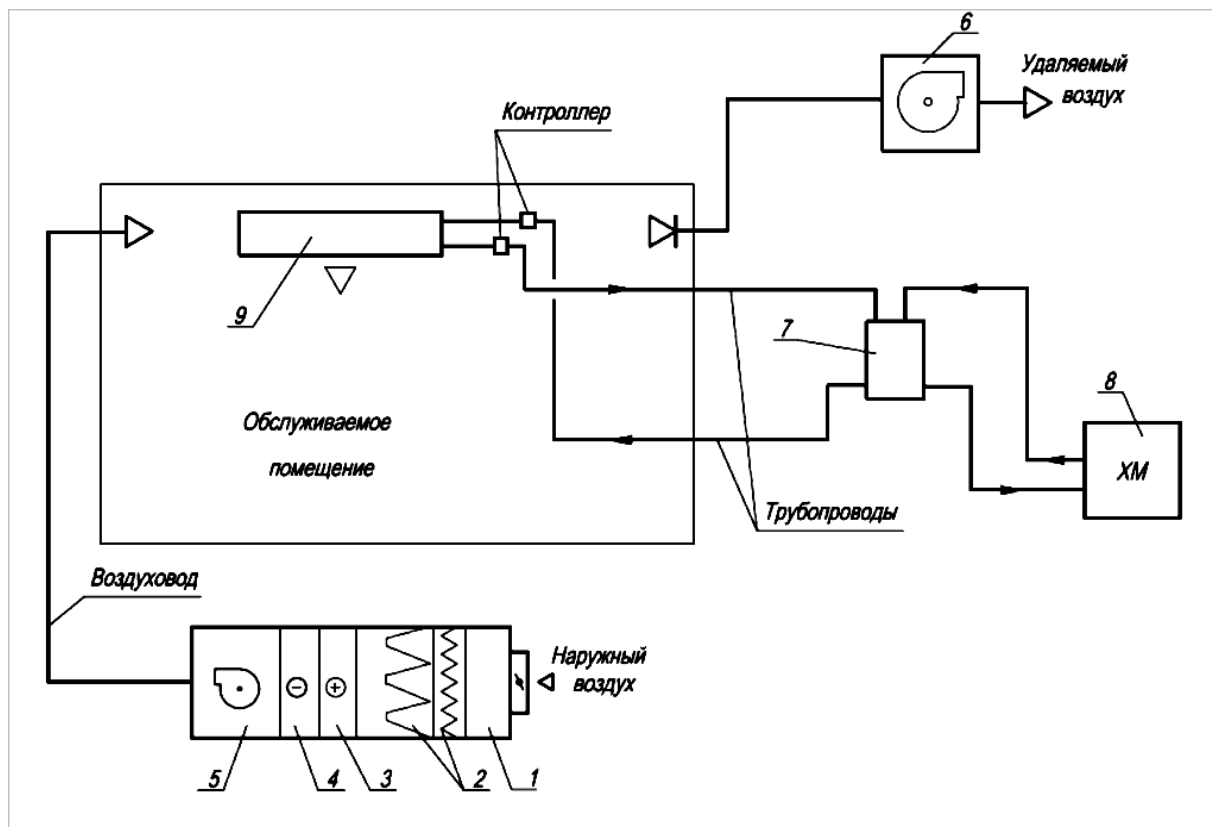 6
Удаляемый
воздух
Контроллер
9
7
8
ХМ
Обслуживаемое
помещение
Трубопроводы
Воздуховод
Наружный
воздух
5
4
3
2
1